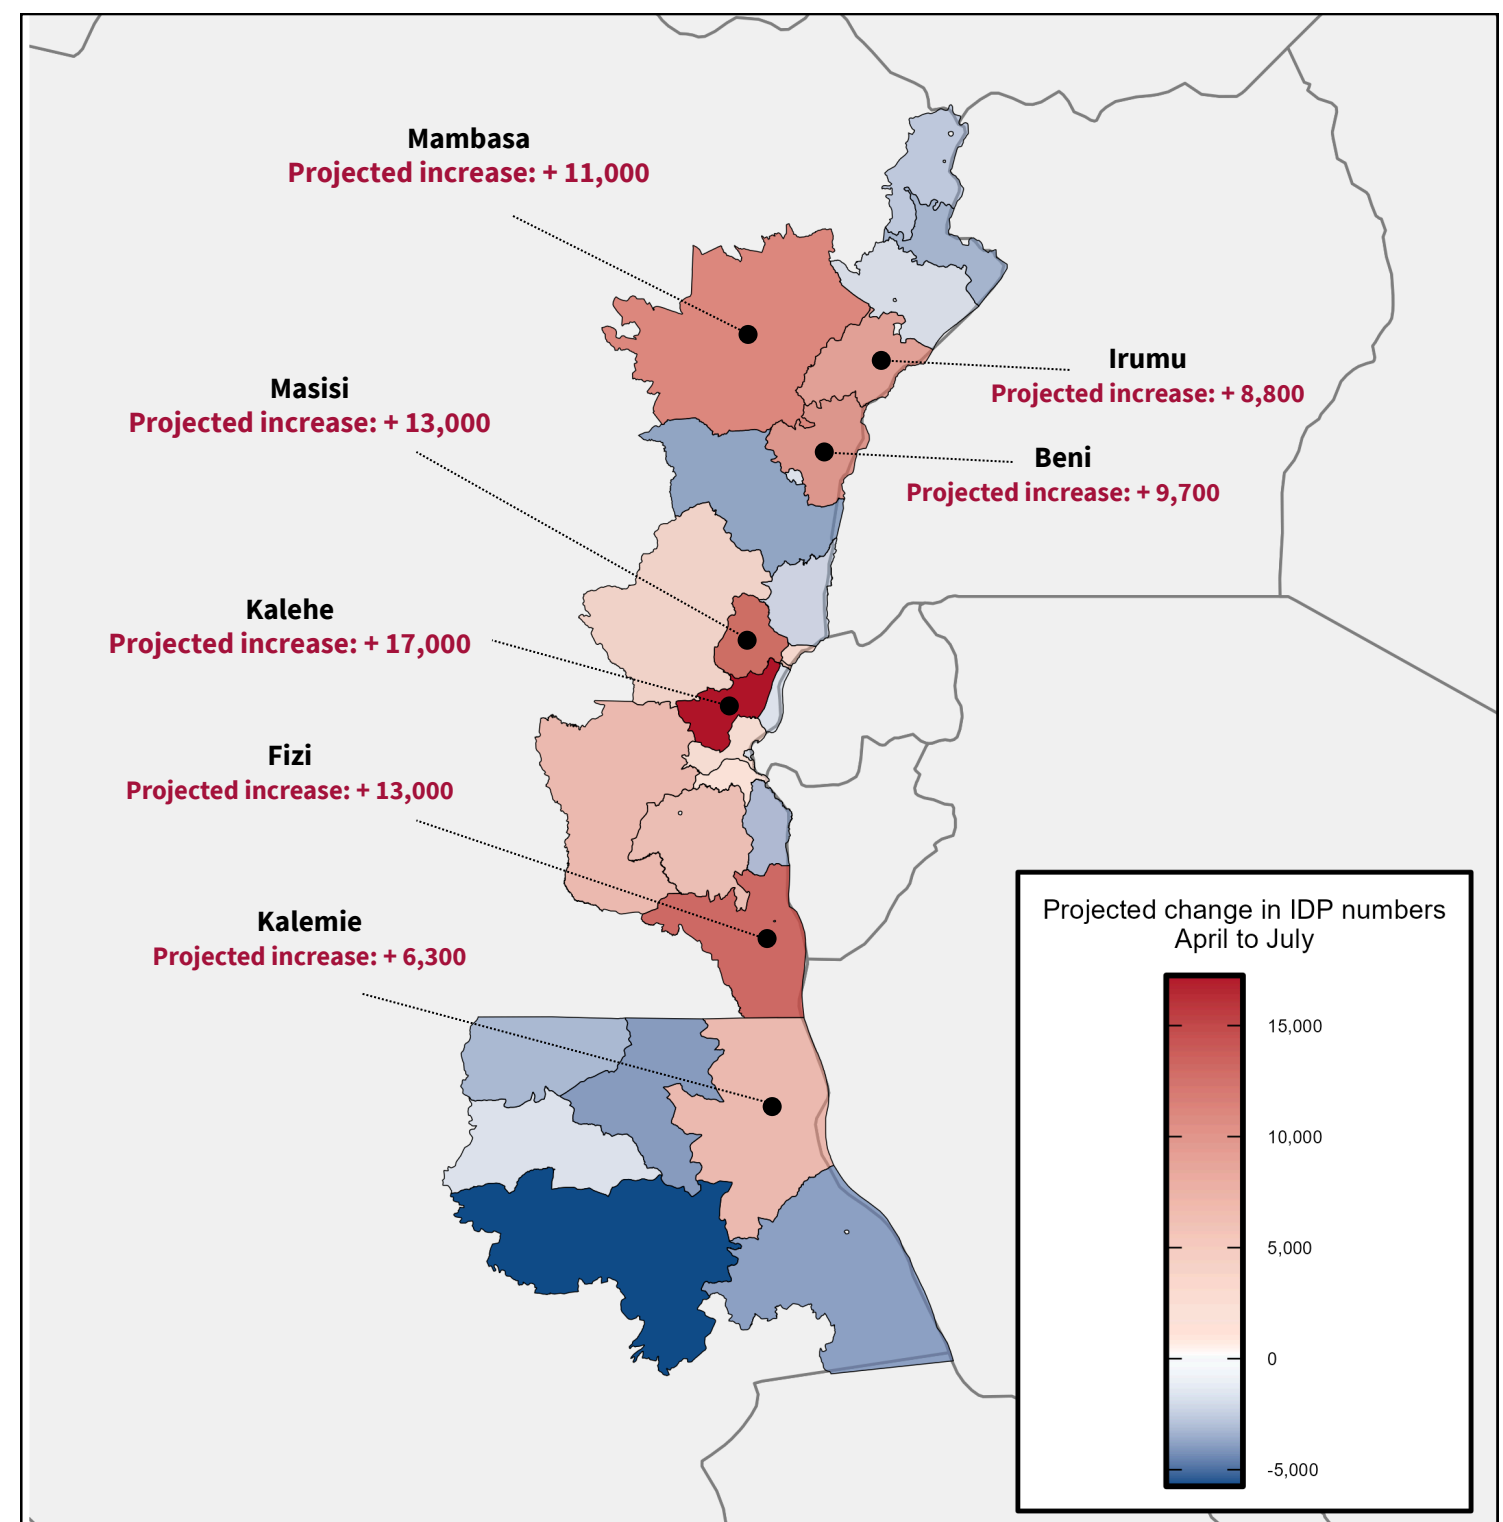 Mambasa
Projected increase: + 11,000
Masisi
Projected increase: + 13,000
Irumu
Projected increase: + 8,800
Beni
Projected increase: + 9,700
Kalehe
Projected increase: + 17,000
Fizi
Projected increase: + 13,000
Kalemie
Projected increase: + 6,300
Projected change in IDP numbers
April to July
15,000
10,000
5,000
0
-5,000